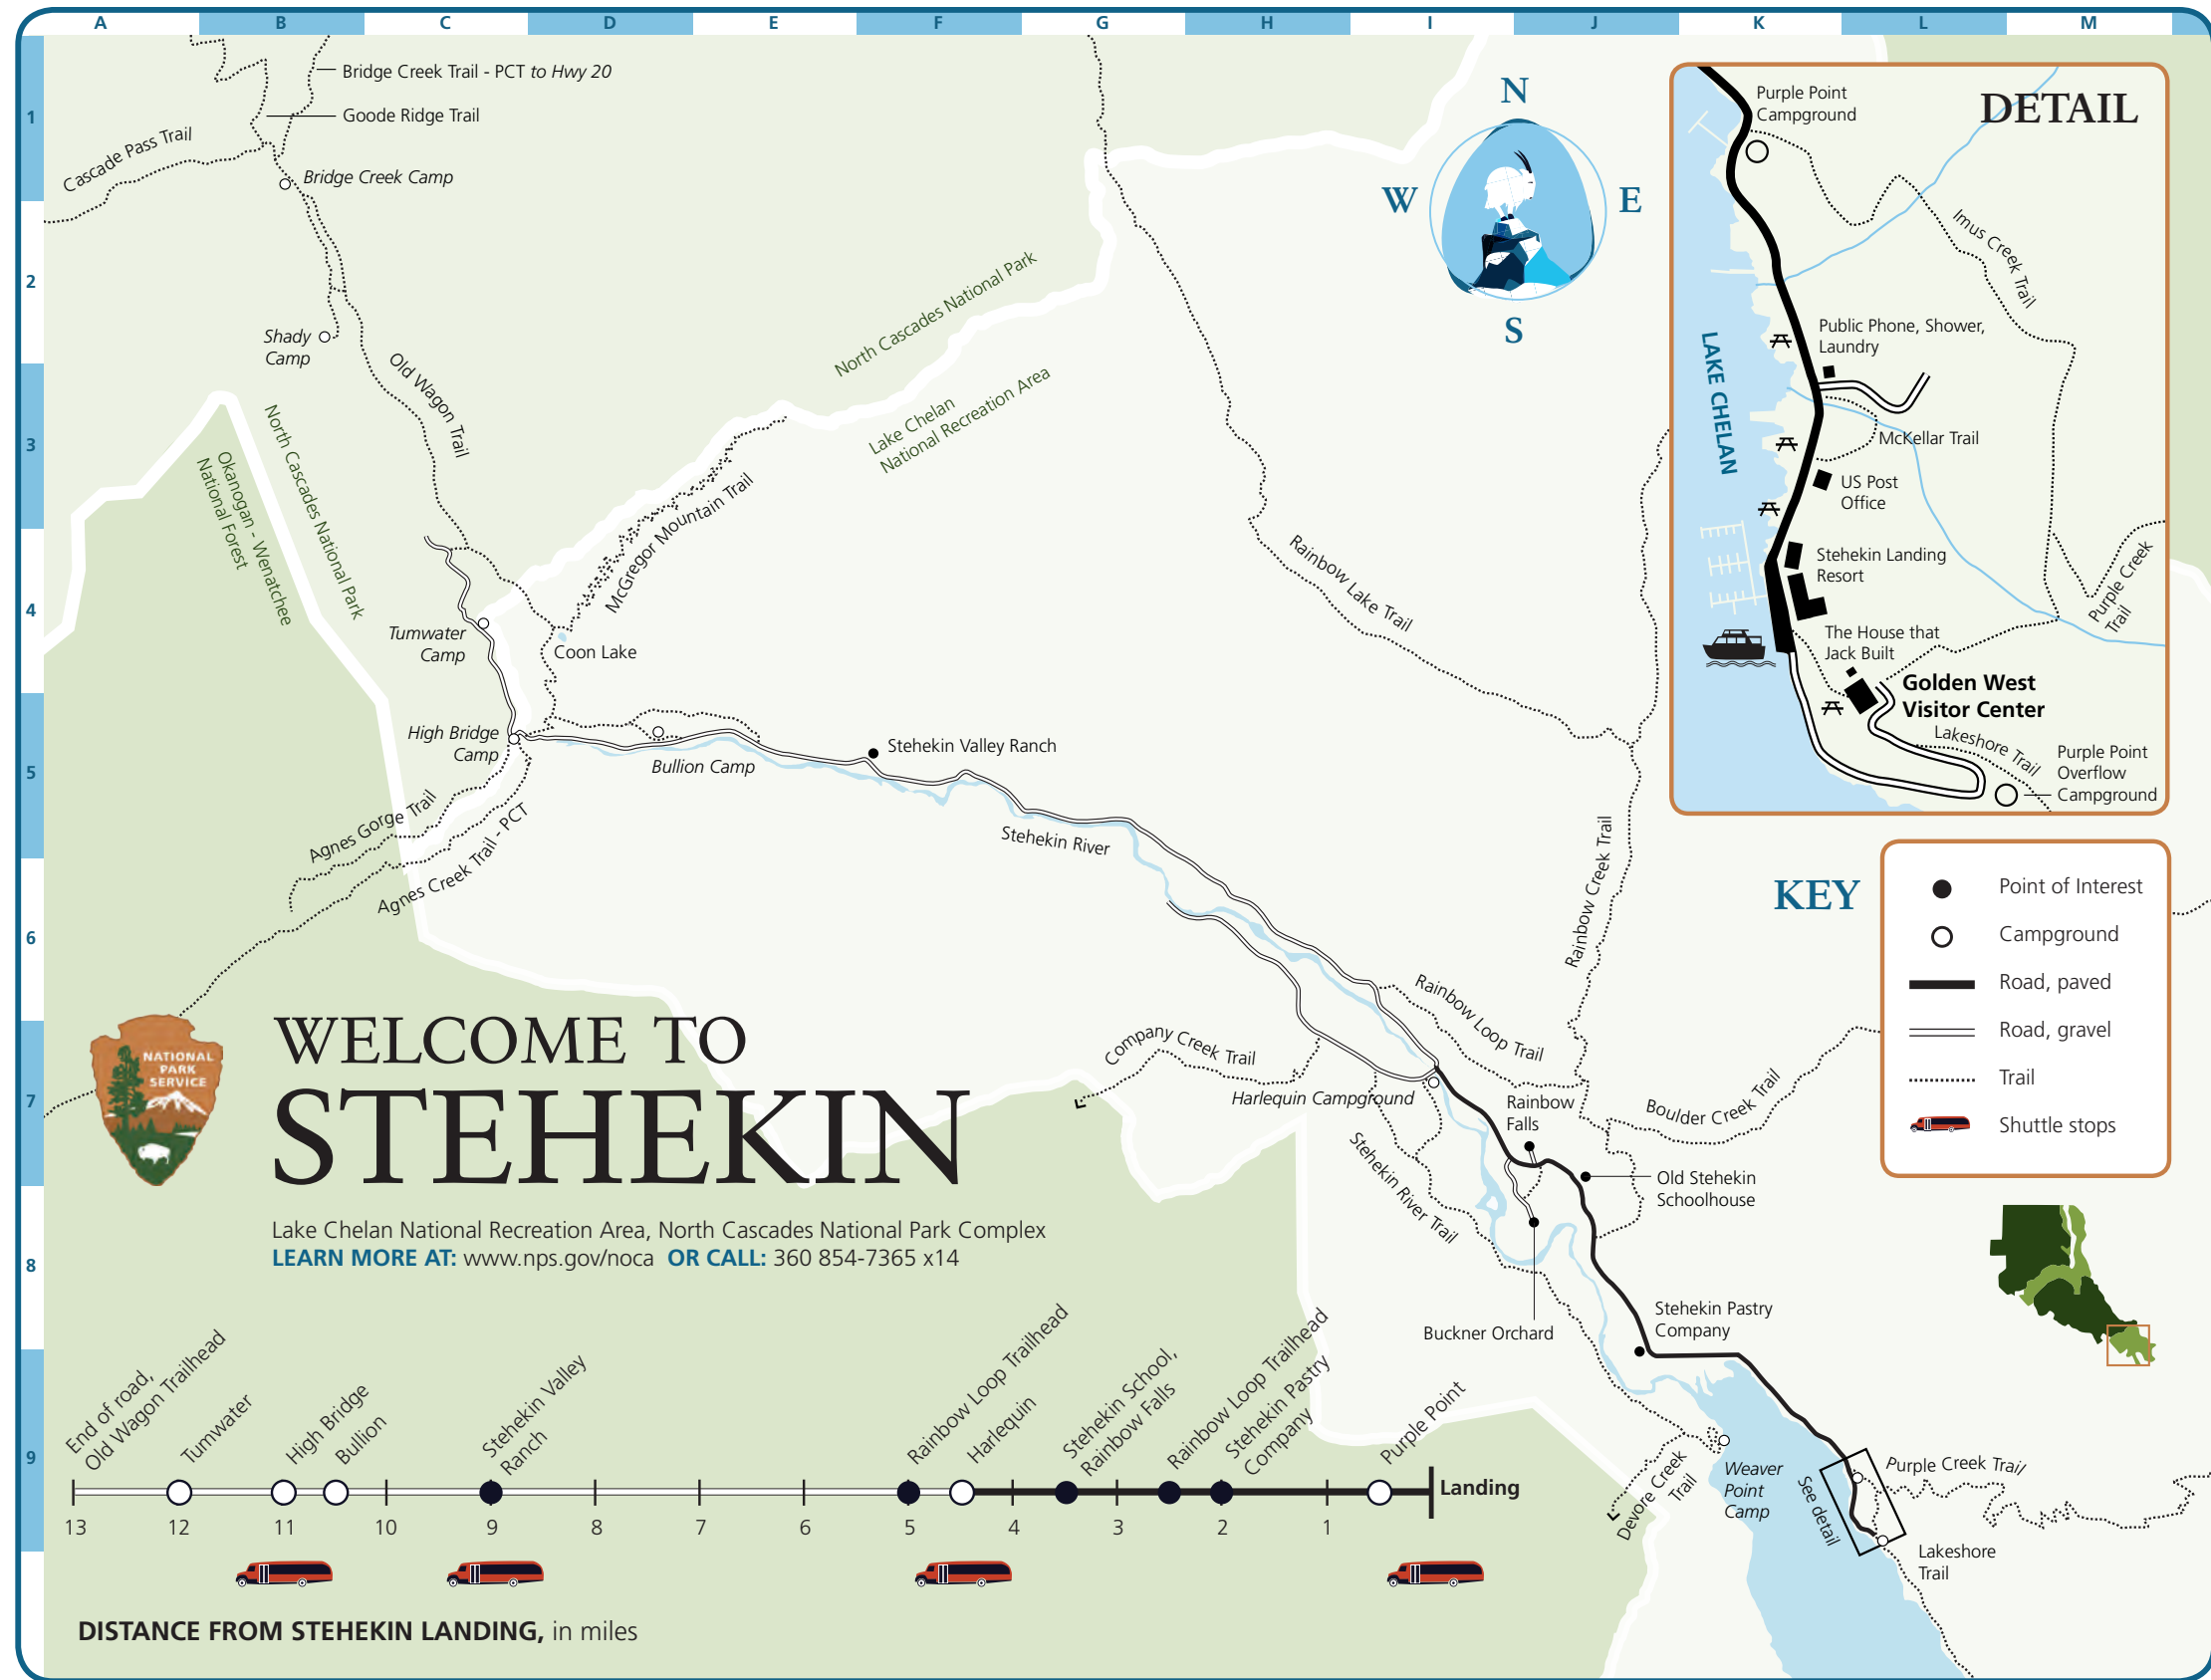 A B C D E F G H I J K L M
1
2
3
4
5
6
7
8
9
Bridge Creek Trail - PCT to Hwy 20
Goode Ridge Trail
Cascade Pass Trail
Bridge Creek Camp
Shady
Camp
Old Wagon Trail
North Cascades National Park
Lake Chelan
National Recreation Area
North Cascades National Park
Okanogan - Wenatchee
National Forest
McGregor Mountain Trail
Tumwater
Camp
Coon Lake
High Bridge
Camp
Bullion Camp
Stehekin Valley Ranch
Agnes Gorge Trail
Agnes Creek Trail - PCT
Stehekin River
Rainbow Lake Trail
Rainbow Creek Trail
Rainbow Loop Trail
Company Creek Trail
Harlequin Campground
Rainbow
Falls
Boulder Creek Trail
Stehekin River Trail
Old Stehekin
Schoolhouse
Buckner Orchard
Stehekin Pastry
Company
Devore Creek
Trail
Weaver
Point
Camp
See detail
Purple Creek Trail
Lakeshore
Trail
N
W E
S
DETAIL
Purple Point
Campground
Imus Creek Trail
LAKE CHELAN
Public Phone, Shower,
Laundry
McKellar Trail
US Post
Office
Stehekin Landing
Resort
Purple Creek
Trail
The House that
Jack Built
Golden West
Visitor Center
Lakeshore Trail
Purple Point
Overflow
Campground
KEY
Point of Interest
Campground
Road, paved
Road, gravel
Trail
Shuttle stops
NATIONAL
PARK
SERVICE
WELCOME TO
STEHEKIN
Lake Chelan National Recreation Area, North Cascades National Park Complex
LEARN MORE AT: www.nps.gov/noca OR CALL: 360 854-7365 x14
End of road,
Old Wagon Trailhead
Tumwater
High Bridge
Bullion
Stehekin Valley
Ranch
Rainbow Loop Trailhead
Harlequin
Stehekin School,
Rainbow Falls
Rainbow Loop Trailhead
Stehekin Pastry
Company
Purple Point
Landing
13 12 11 10 9 8 7 6 5 4 3 2 1
DISTANCE FROM STEHEKIN LANDING, in miles